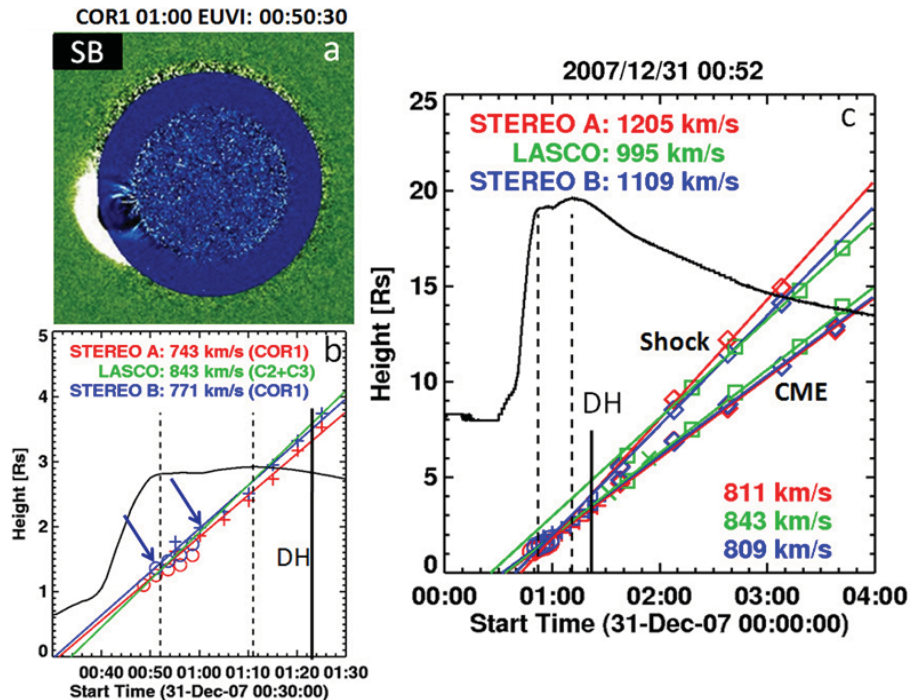 COR1 01:00 EUVI: 00:50:30
SB
a
5
4
3
2
1
0
Height [Rs]
STEREO A: 743 km/s (COR1)
LASCO: 843 km/s (C2+C3)
STEREO B: 771 km/s (COR1)
b
DH
00:40 00:50 01:00 01:10 01:20 01:30
Start Time (31-Dec-07 00:30:00)
2007/12/31 00:52
25
20
15
10
5
0
Height [Rs]
STEREO A: 1205 km/s
LASCO: 995 km/s
STEREO B: 1109 km/s
c
Shock
CME
DH
811 km/s
843 km/s
809 km/s
00:00 01:00 02:00 03:00 04:00
Start Time (31-Dec-07 00:00:00)